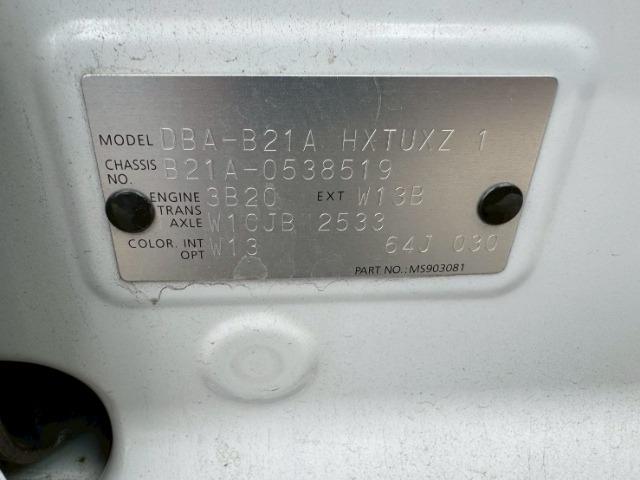 MODEL DBA-B21A HXTUXZ 1
CHASSIS NO. B21A-0538519
ENGINE 3B20 EXT W13B
TRANS AXLE W1CJB 2533
COLOR. INT OPT W13 64J 030
PART NO.: MS903081